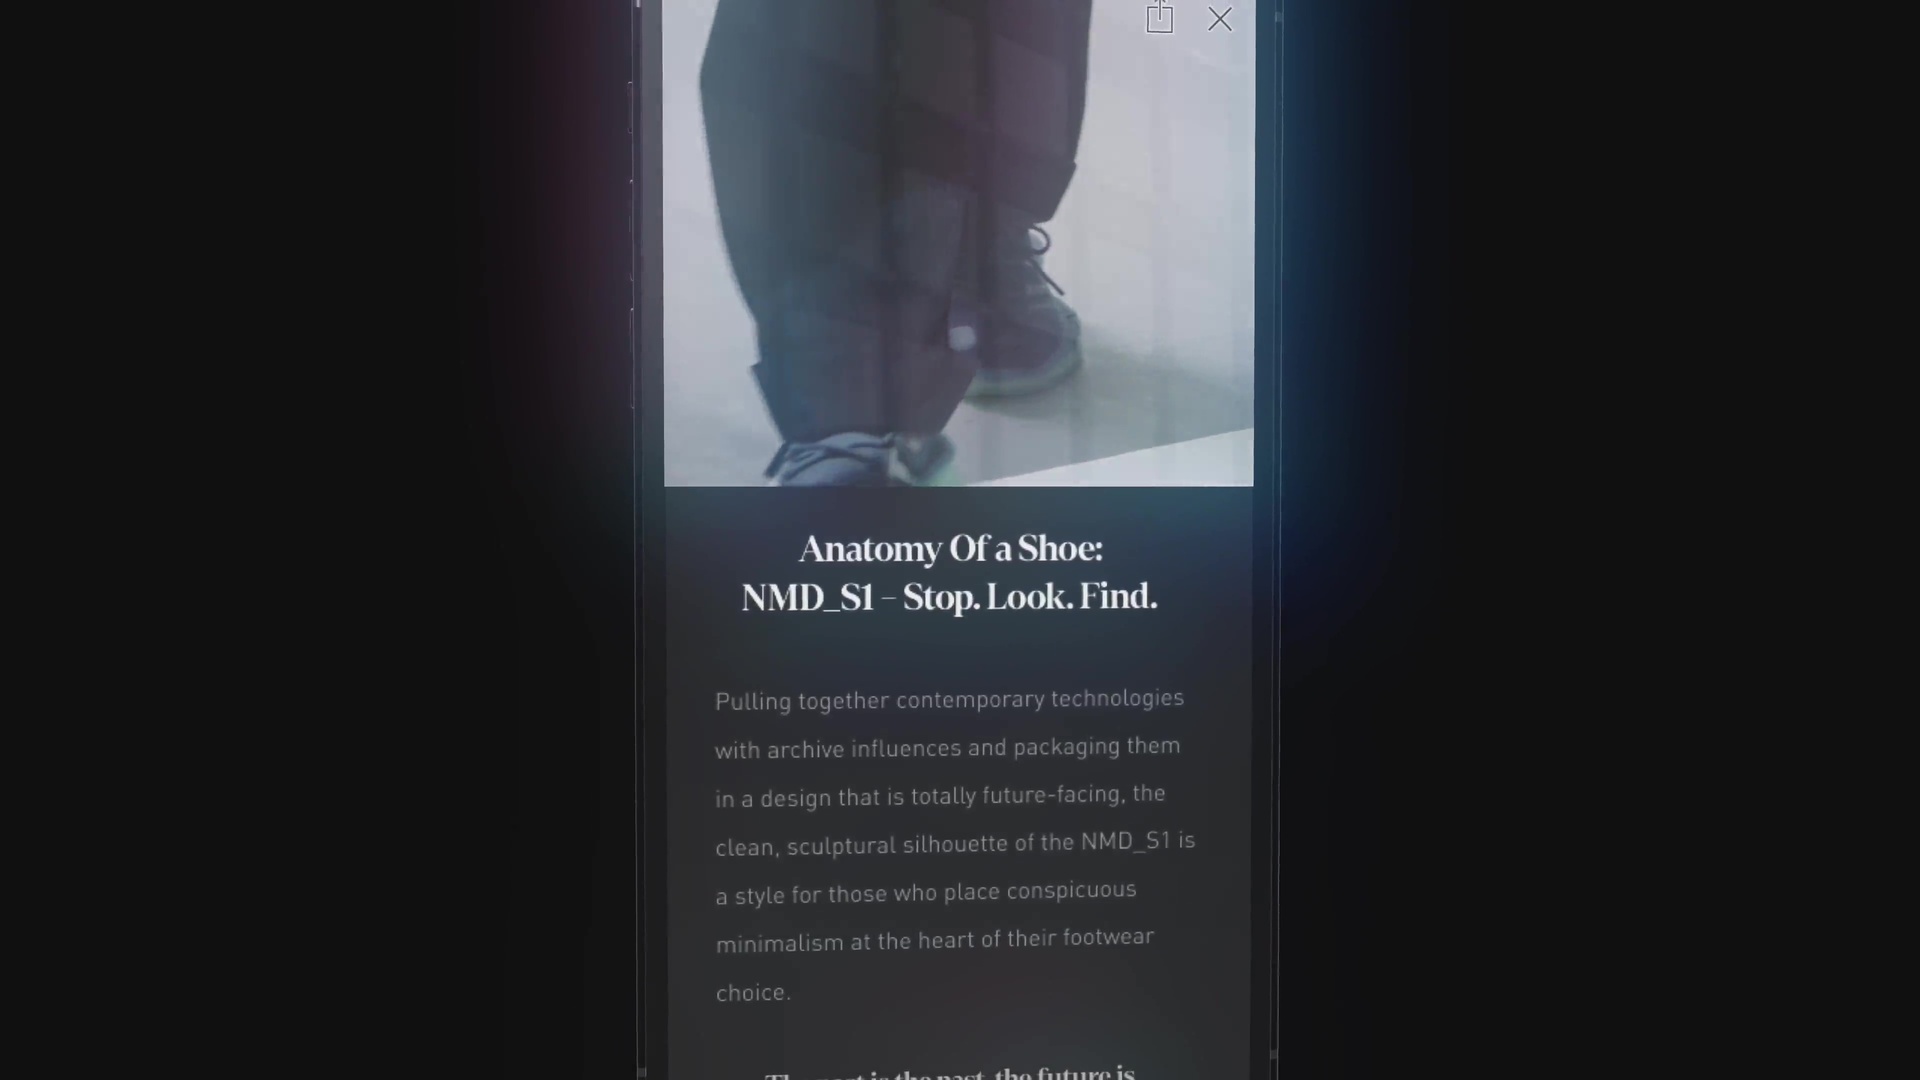 Anatomy Of a Shoe:
NMD_S1 – Stop. Look. Find.
Pulling together contemporary technologies
with archive influences and packaging them
in a design that is totally future-facing, the
clean, sculptural silhouette of the NMD_S1 is
a style for those who place conspicuous
minimalism at the heart of their footwear
choice.
The past is the past, the future is